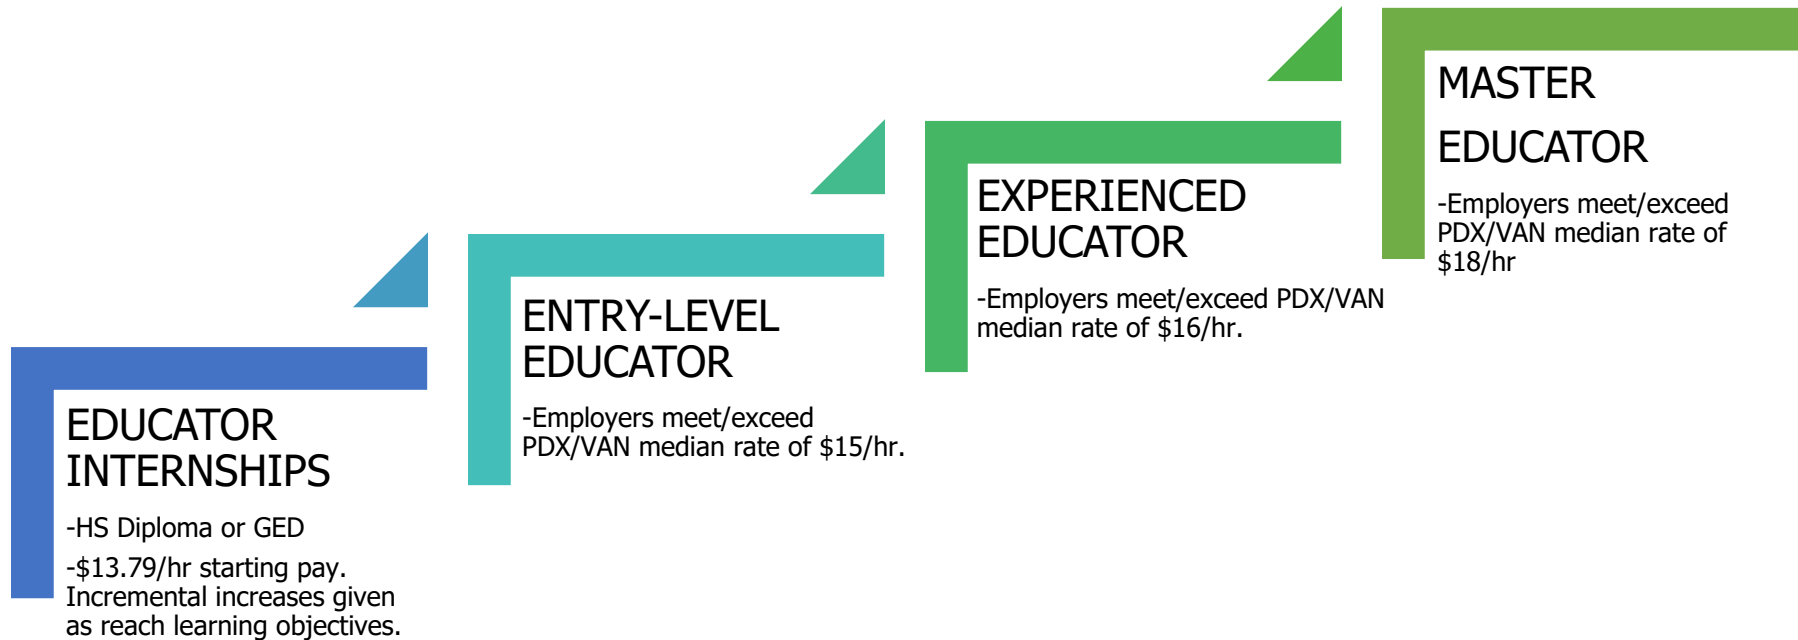 EDUCATOR
INTERNSHIPS
-HS Diploma or GED
-$13.79/hr starting pay.
Incremental increases given
as reach learning objectives.
ENTRY-LEVEL
EDUCATOR
-Employers meet/exceed
PDX/VAN median rate of $15/hr.
EXPERIENCED
EDUCATOR
-Employers meet/exceed PDX/VAN
median rate of $16/hr.
MASTER
EDUCATOR
-Employers meet/exceed
PDX/VAN median rate of
$18/hr